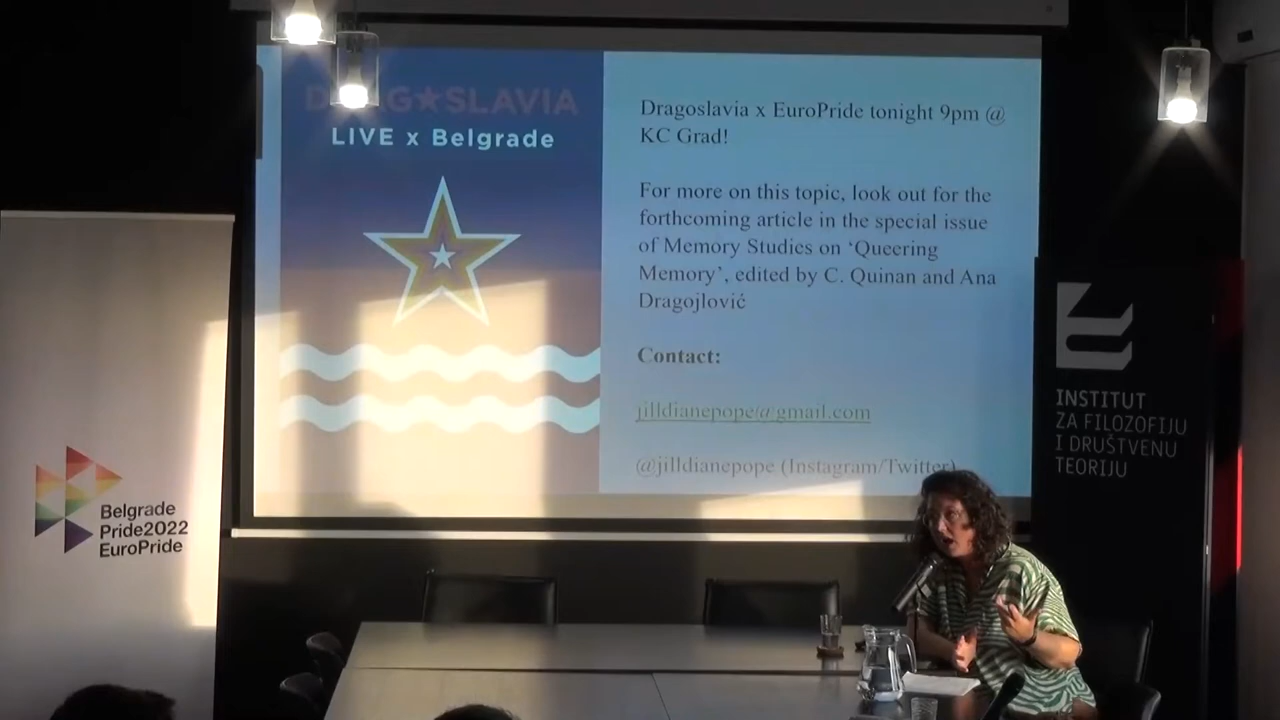 DRAG★SLAVIA
LIVE x Belgrade
Dragoslavia x EuroPride tonight 9pm @
KC Grad!
For more on this topic, look out for the
forthcoming article in the special issue
of Memory Studies on ‘Queering
Memory’, edited by C. Quinan and Ana
Dragojlović
Contact:
jilldianepope@gmail.com
@jilldianepope (Instagram/Twitter)
Belgrade
Pride2022
EuroPride
INSTITUT
ZA FILOZOFIJU
I DRUŠTVENU
TEORIJU